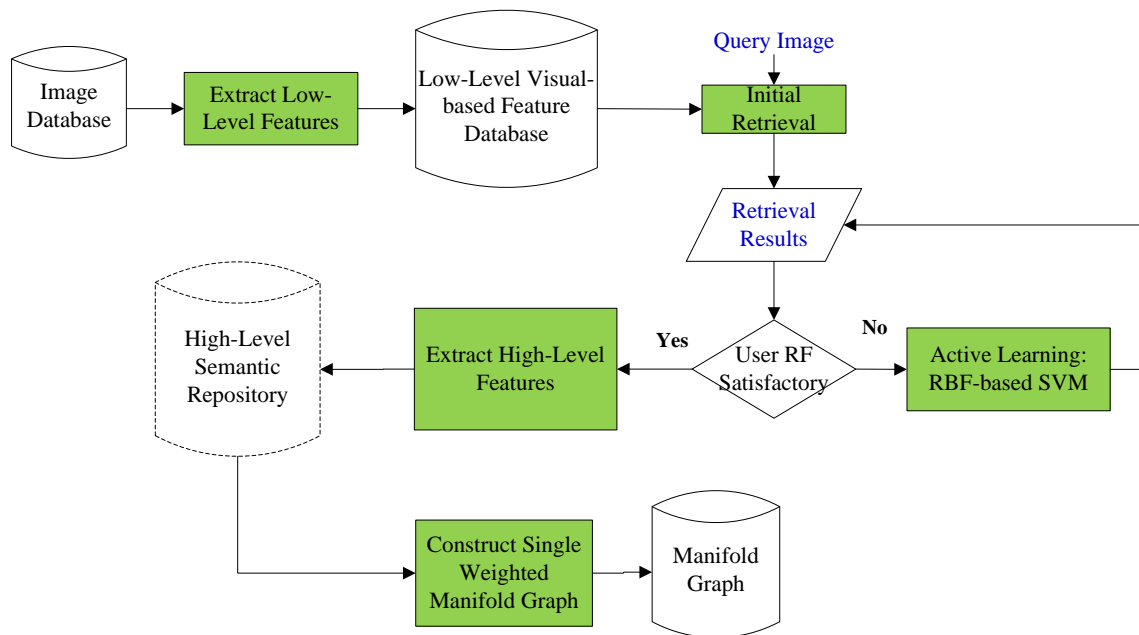 Image
Database
Extract Low-
Level Features
Low-Level Visual-
based Feature
Database
Query Image
Initial
Retrieval
Retrieval
Results
High-Level
Semantic
Repository
Extract High-Level
Features
Yes
User RF
Satisfactory
No
Active Learning:
RBF-based SVM
Construct Single
Weighted
Manifold Graph
Manifold
Graph